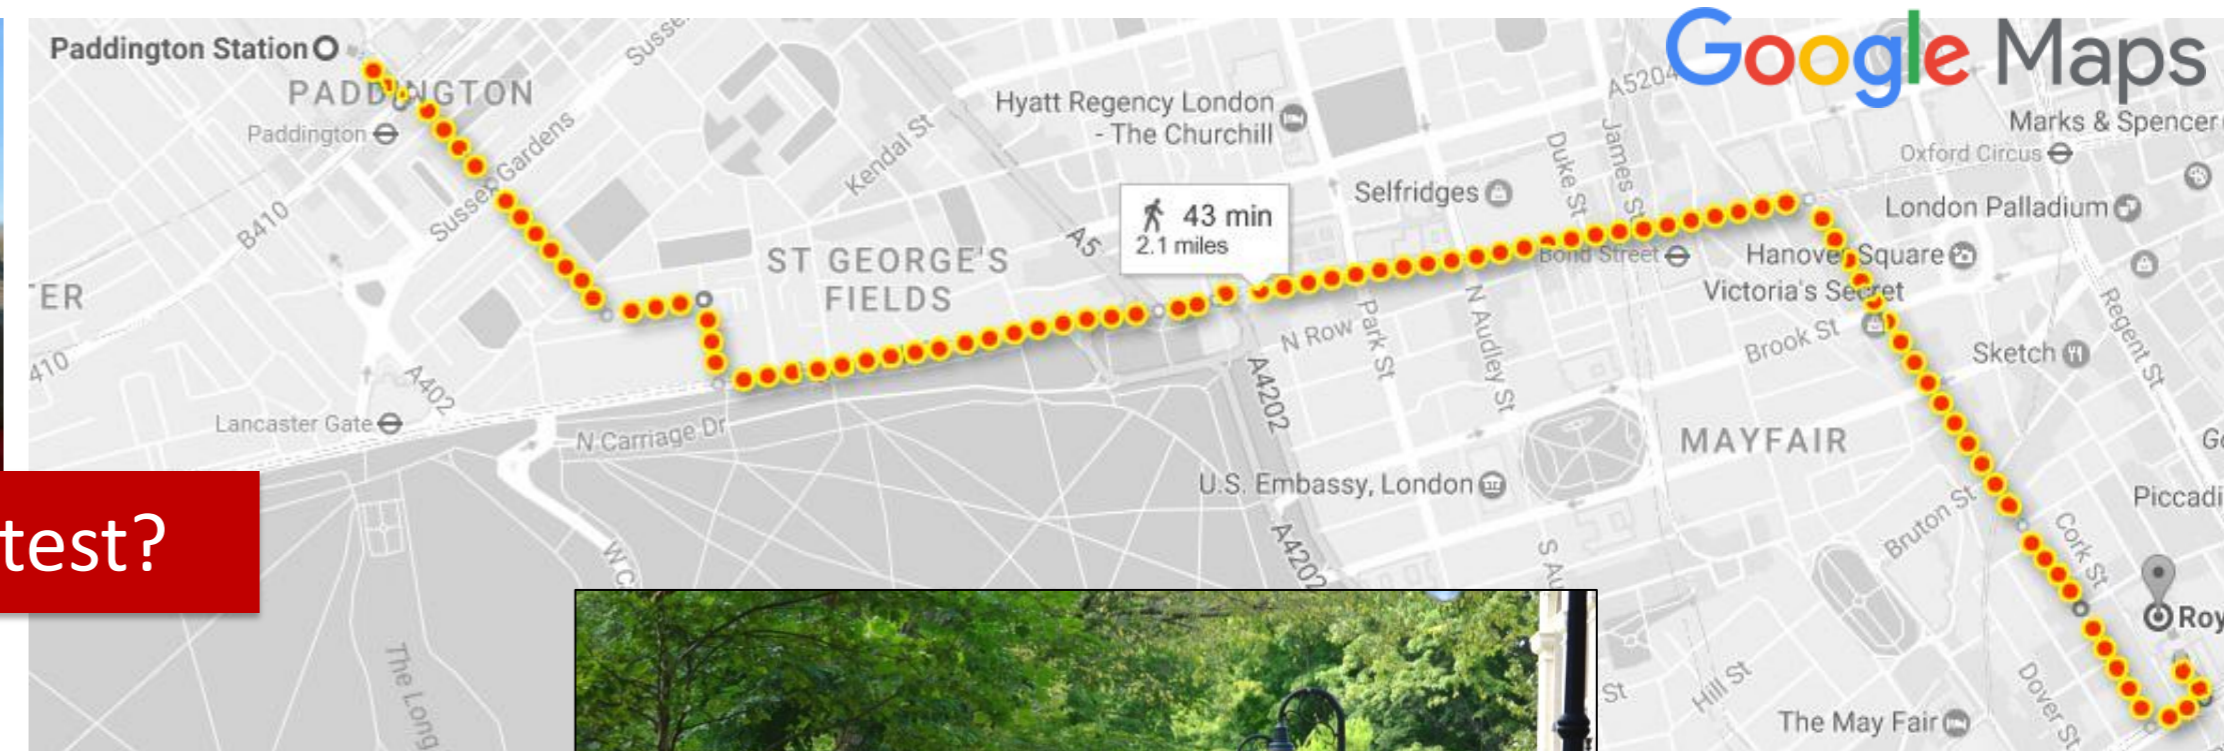 Google Maps
Paddington Station
PADDINGTON
Paddington
Sussex Gardens
B410
A402
Lancaster Gate
N Carriage Dr
The Long
Kendal St
ST GEORGE'S
FIELDS
A5
Hyatt Regency London
- The Churchill
43 min
2.1 miles
Selfridges
Duke St
James St
A5204
Marks & Spencer
Oxford Circus
London Palladium
Bond Street
Hanover Square
Victoria's Secret
Brook St
Sketch
Regent St
N Row
Park St
N Audley St
A4202
MAYFAIR
U.S. Embassy, London
A4202
Bruton St
Cork St
Piccadi
Roy
Hill St
St
The May Fair
Dover St
ER
410
test?